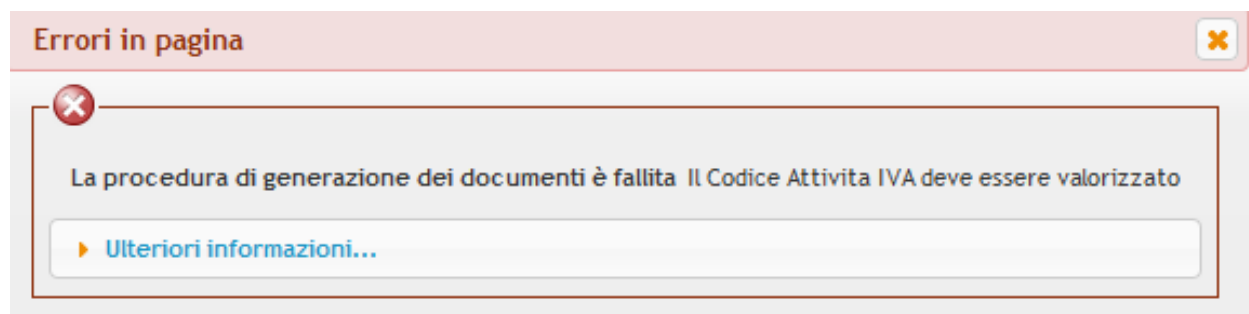 Errori in pagina
La procedura di generazione dei documenti è fallita Il Codice Attivita IVA deve essere valorizzato
Ulteriori informazioni...